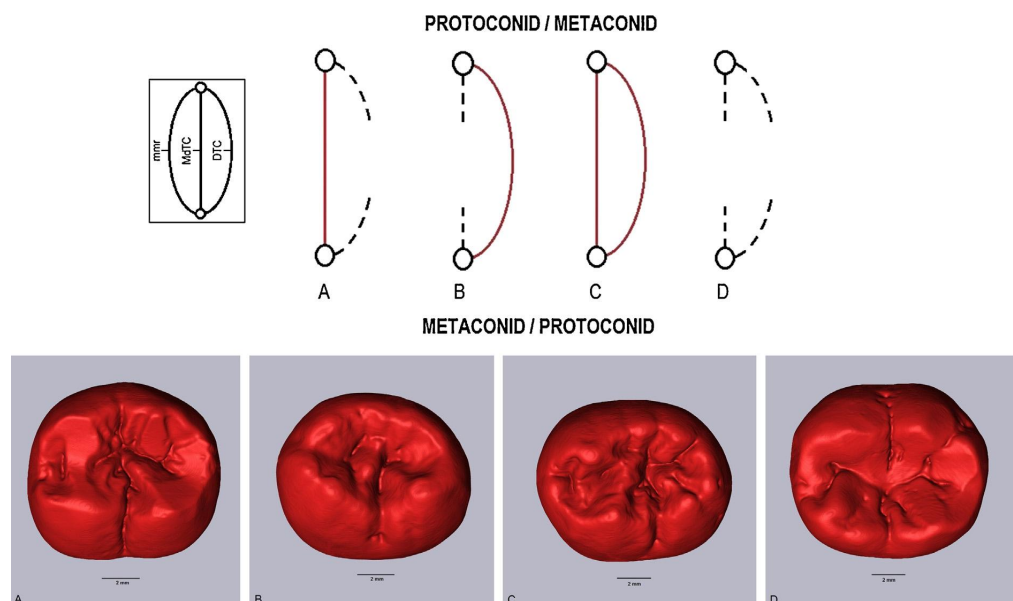 PROTOCONID / METACONID
mmr
MdTC
DTC
A B C D
METACONID / PROTOCONID
2 mm 2 mm 2 mm 2 mm
A B C D